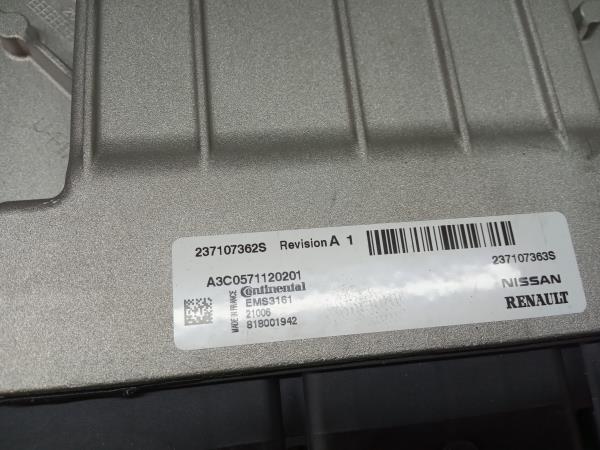 237107362S Revision A 1
237107363S
A3C0571120201
Continental
NISSAN
EMS3161
RENAULT
21006
818001942
MADE IN FRANCE